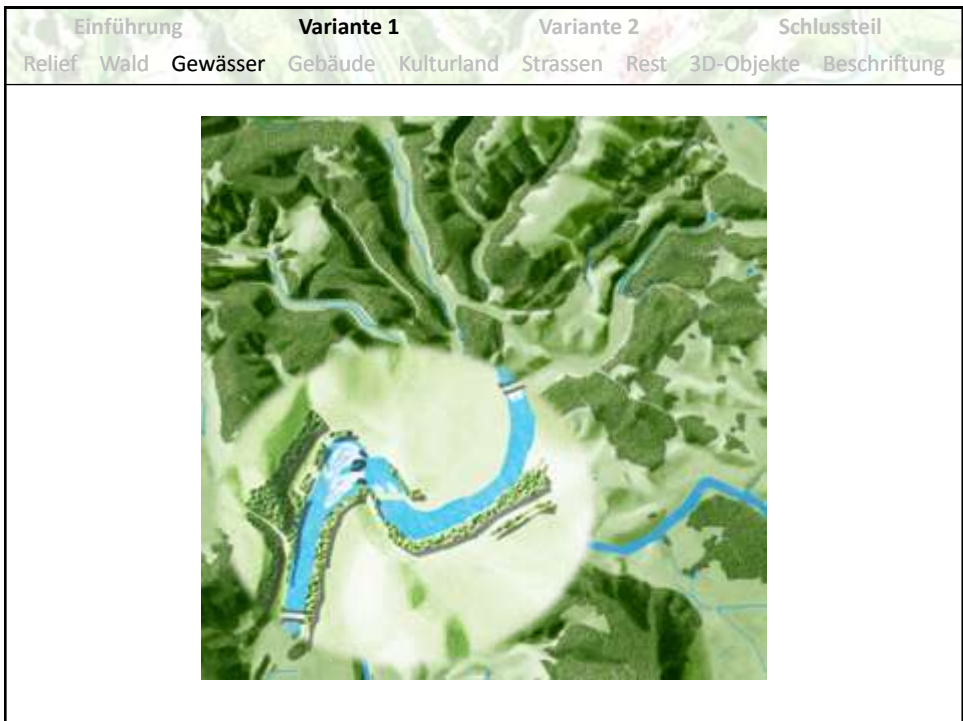 Einführung Variante 1 Variante 2 Schlussteil
Relief Wald Gewässer Gebäude Kulturland Strassen Rest 3D-Objekte Beschriftung